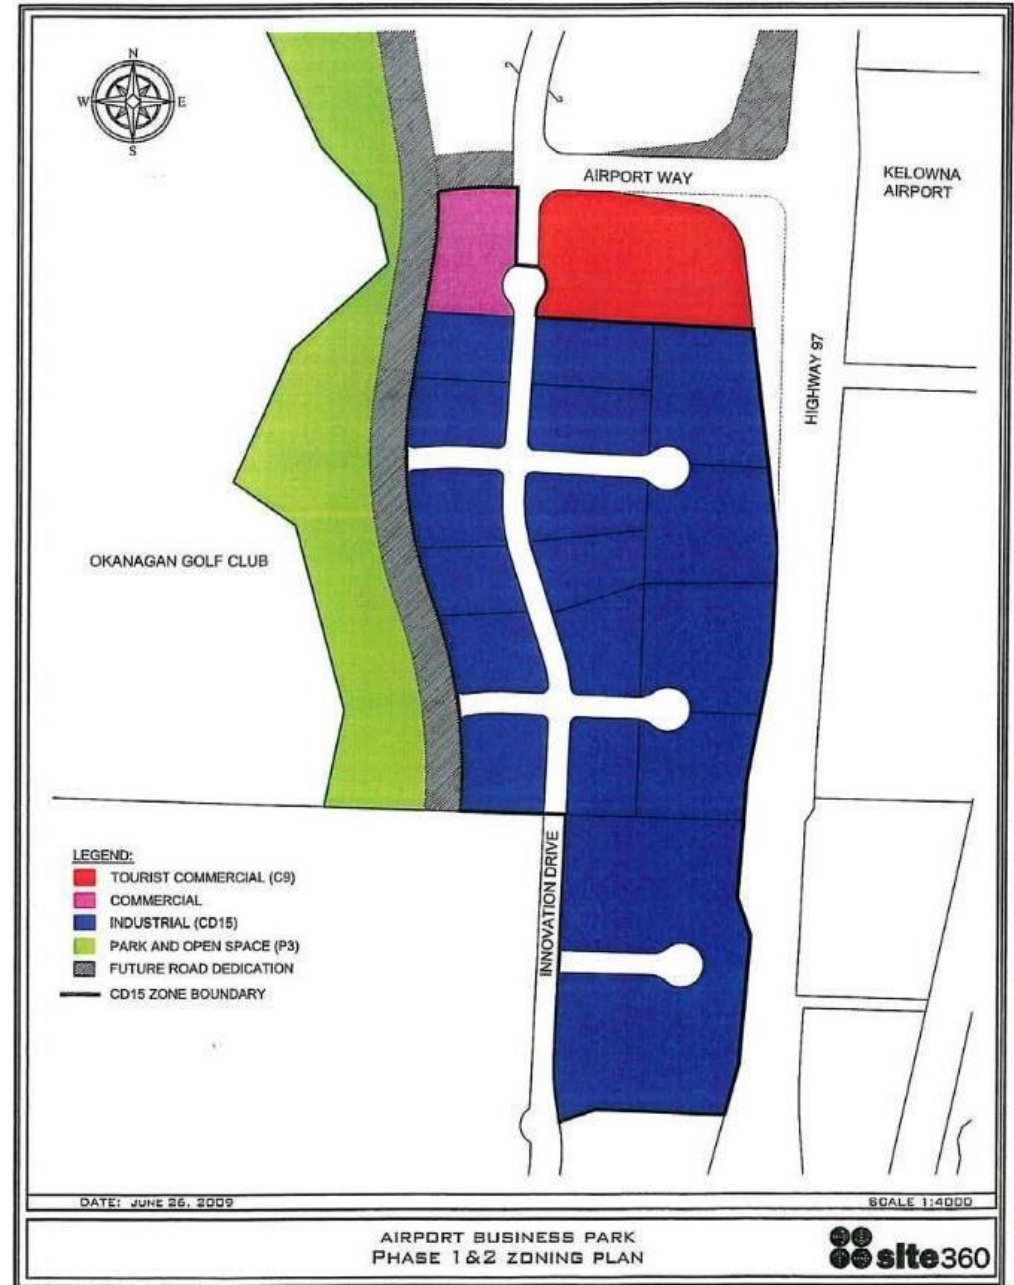 N
W E
S
AIRPORT WAY
KELOWNA
AIRPORT
HIGHWAY 97
OKANAGAN GOLF CLUB
INNOVATION DRIVE
LEGEND:
TOURIST COMMERCIAL (C9)
COMMERCIAL
INDUSTRIAL (CD15)
PARK AND OPEN SPACE (P3)
FUTURE ROAD DEDICATION
CD15 ZONE BOUNDARY
DATE: JUNE 26, 2009
SCALE 1:4000
AIRPORT BUSINESS PARK
PHASE 1&2 ZONING PLAN
site360